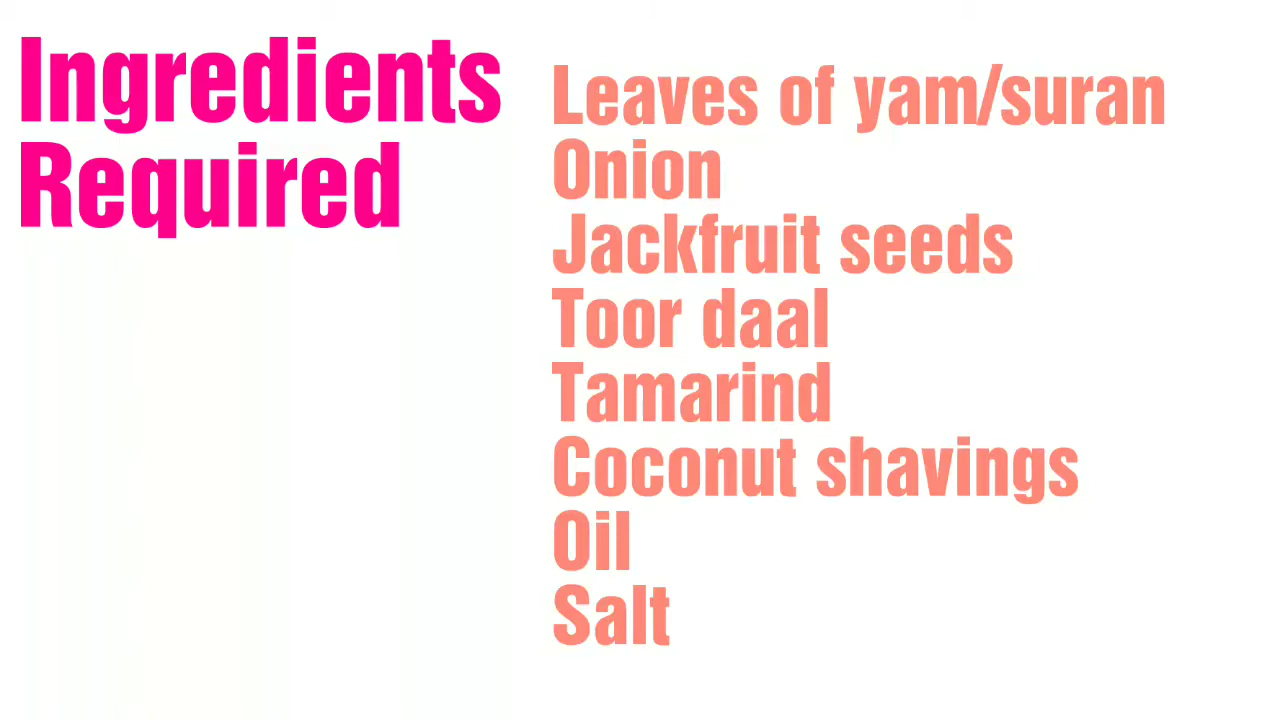 Ingredients
Required
Leaves of yam/suran
Onion
Jackfruit seeds
Toor daal
Tamarind
Coconut shavings
Oil
Salt